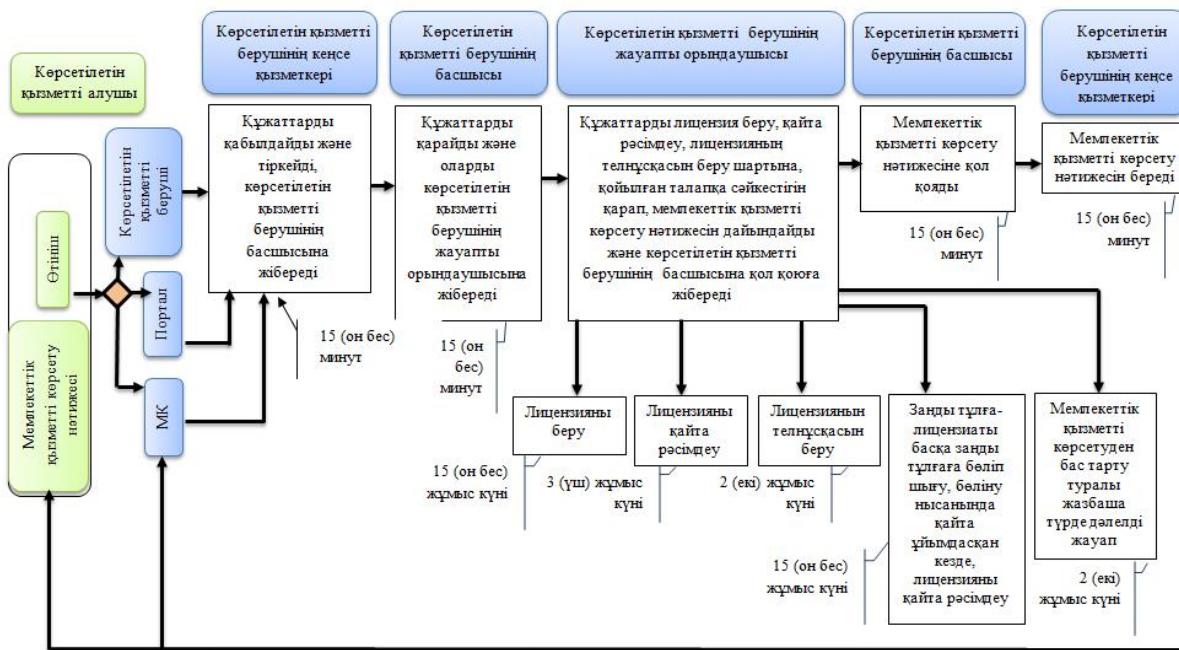 Көрсетілетін
қызметті алушы
Көрсетілетін қызметті
берушінің кеңсе
қызметкері
Көрсетілетін
қызметті берушінің
басшысы
Көрсетілетін қызметті берушінің
жауапты орындаушысы
Көрсетілетін қызметті
берушінің басшысы
Көрсетілетін
қызметті
берушінің кеңсе
қызметкері
Өтініш
Мемлекеттік
қызметті көрсету
нәтижесі
Көрсетілетін
қызметті
беруші
Портал
МК
Құжаттарды
қабылдайды және
тіркейді,
көрсетілетін
қызметті
берушінің
басшысына
жібереді
15 (он бес)
минут
Құжаттарды
қарайды және
оларды
көрсетілетін
қызметті
берушінің
жауапты
орындаушысына
жібереді
15 (он
бес)
минут
Құжаттарды лицензия беру, қайта
рәсімдеу, лицензияның
телнұсқасын беру шартына,
қойылған талапқа сәйкестігін
қарап, мемлекеттік қызметті
көрсету нәтижесін дайындайды
және көрсетілетін қызметті
берушінің басшысына қол қоюға
жібереді
Мемлекеттік
қызметті көрсету
нәтижесіне қол
қояды
15 (он бес)
минут
Мемлекеттік
қызметті көрсету
нәтижесін береді
15 (он бес)
минут
Лицензияны
беру
15 (он бес)
жұмыс күні
Лицензияны
қайта
рәсімдеу
3 (үш) жұмыс
күні
Лицензиянын
телнұсқасын
беру
2 (екі) жұмыс
күні
Заңды тұлға-
лицензиаты
басқа заңды
тұлғаға бөліп
шығу, бөліну
нысанында
қайта
ұйымдасқан
кезде,
лицензияны
қайта рәсімдеу
15 (он бес)
жұмыс күні
Мемлекеттік
қызметті
көрсетуден
бас тарту
туралы
жазбаша
түрде дәлелді
жауап
2 (екі)
жұмыс күні